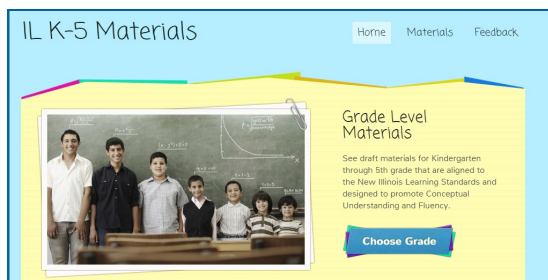 IL K-5 Materials
Home Materials Feedback
Grade Level
Materials
See draft materials for Kindergarten
through 5th grade that are aligned to
the New Illinois Learning Standards and
designed to promote Conceptual
Understanding and Fluency.
Choose Grade